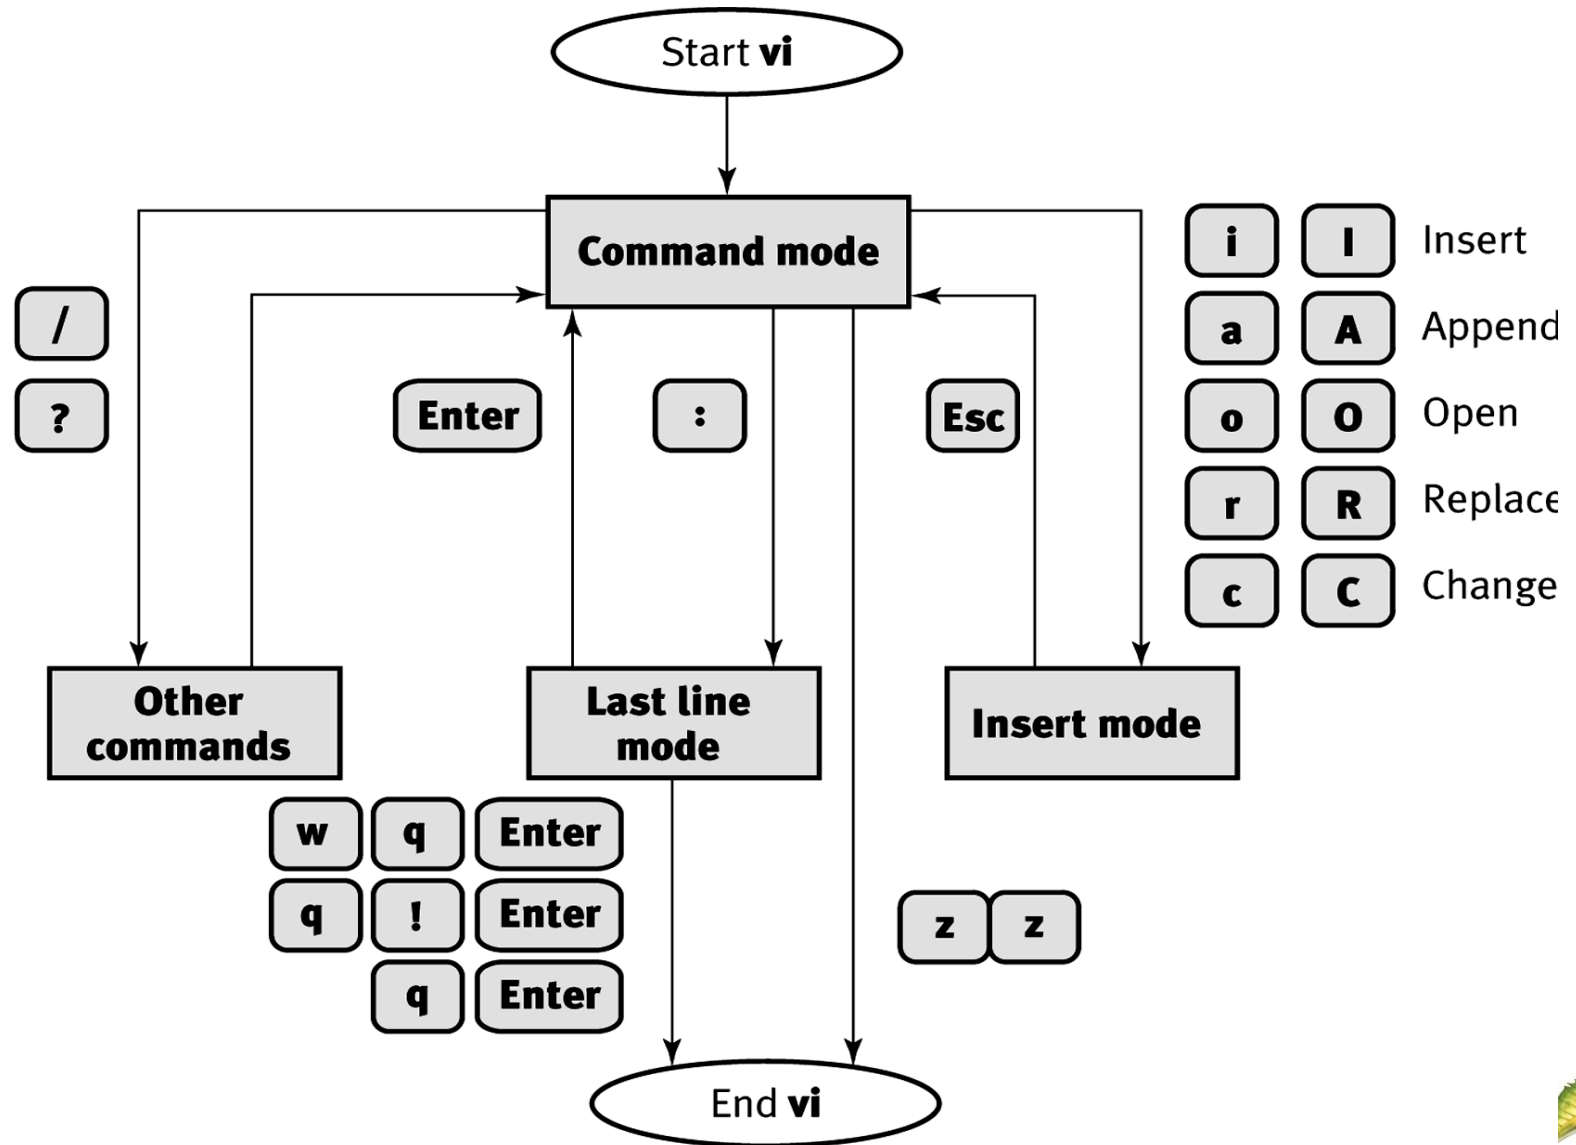 Start vi
Command mode
i I Insert
a A Append
o O Open
r R Replace
c C Change
/
?
Enter
:
Esc
Other
commands
Last line
mode
Insert mode
w q Enter
q ! Enter
q Enter
z z
End vi